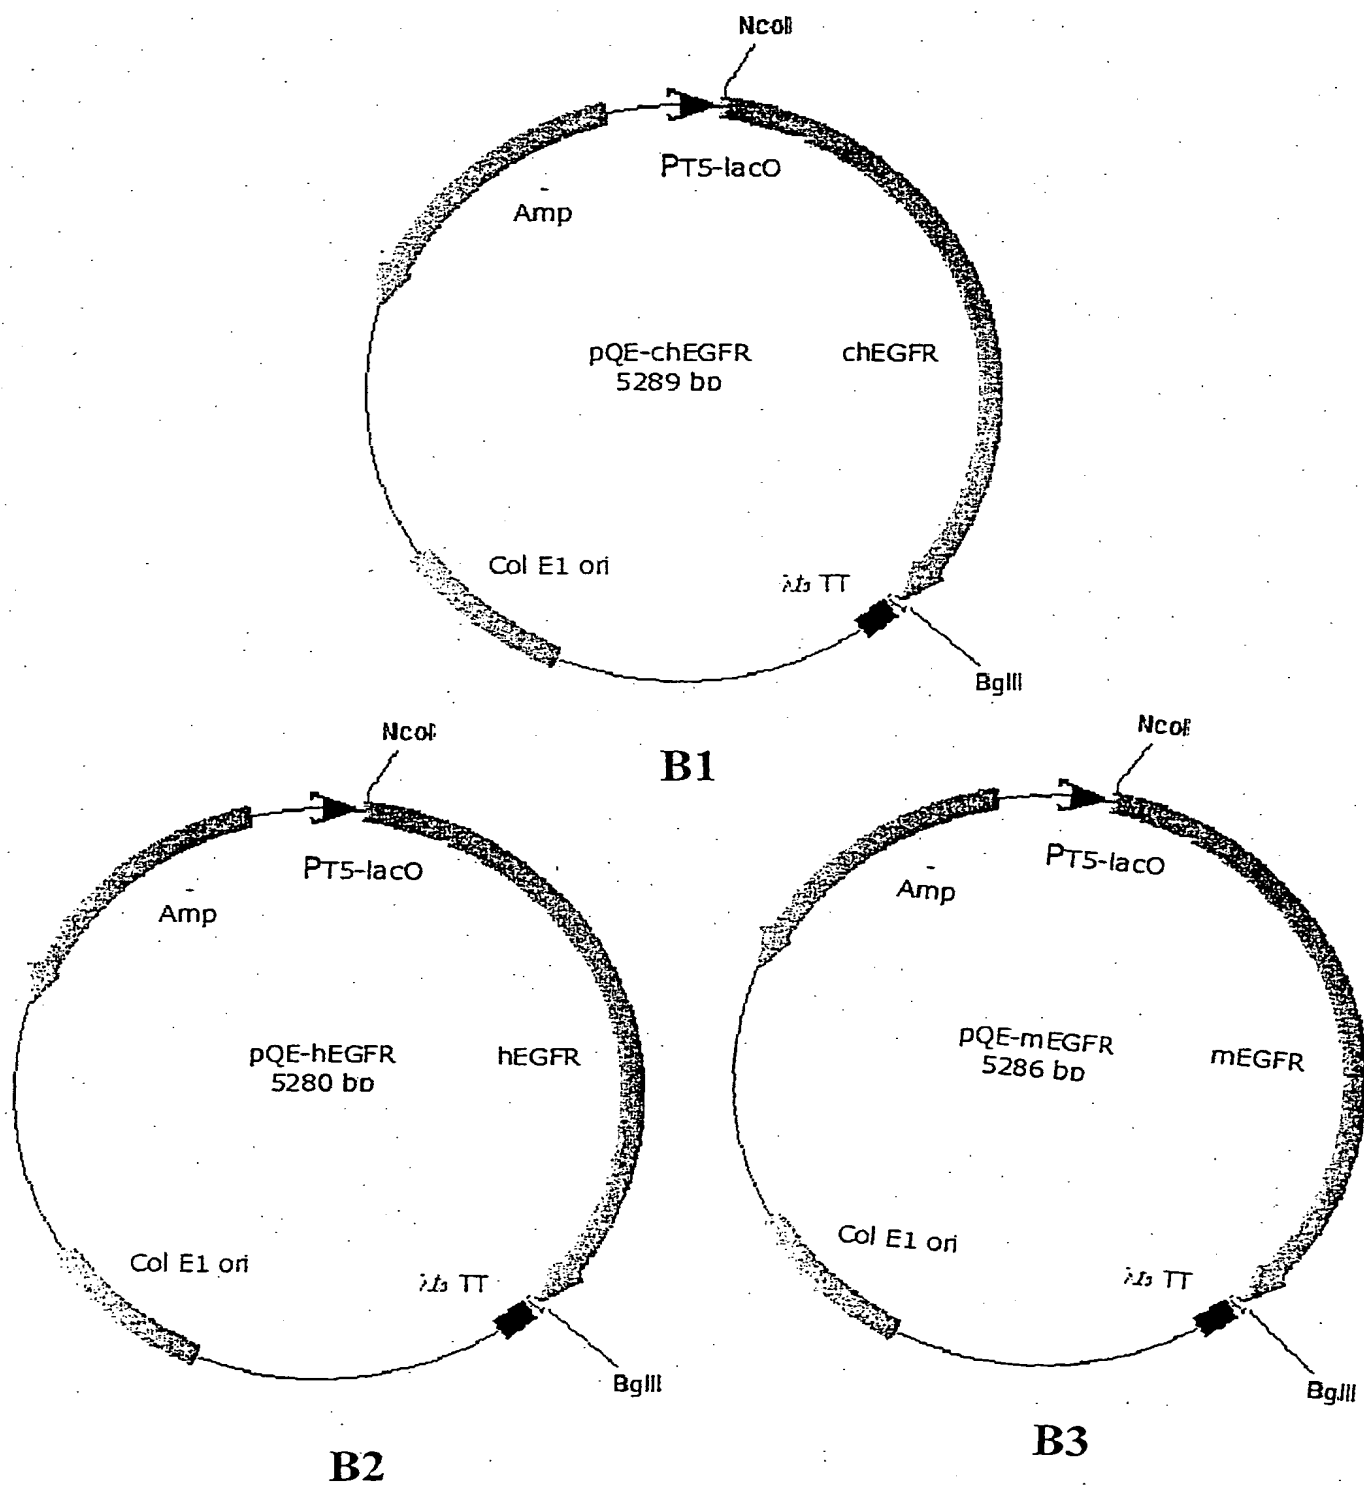 NcoI
PT5-lacO
Amp
pQE-chEGFR
5289 bp
chEGFR
Col E1 ori
TT
BglII
B1
NcoI
PT5-lacO
Amp
pQE-hEGFR
5280 bp
hEGFR
Col E1 ori
TT
BglII
B2
NcoI
PT5-lacO
Amp
pQE-mEGFR
5286 bp
mEGFR
Col E1 ori
TT
BglII
B3